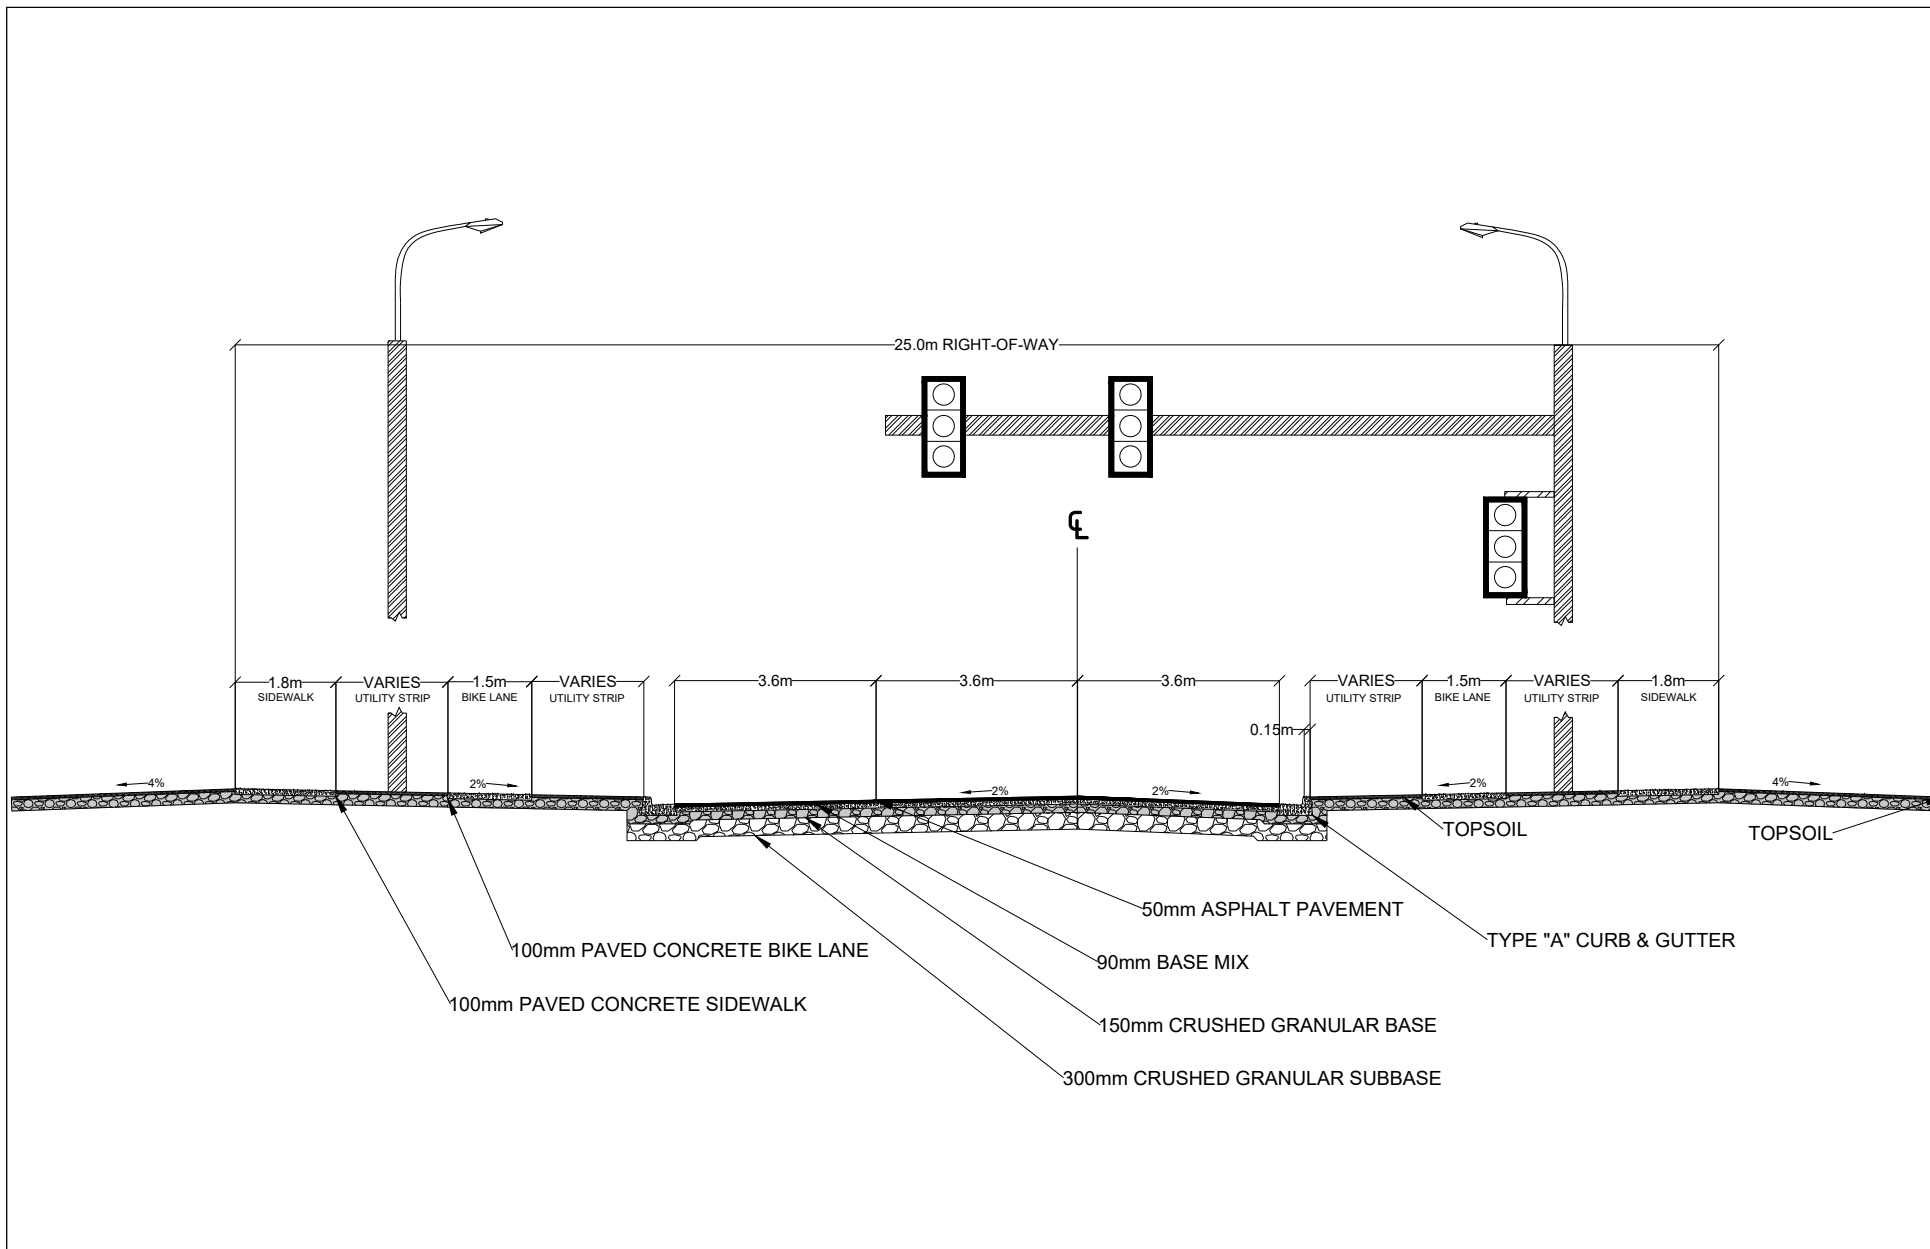 25.0m RIGHT-OF-WAY
℄
1.8m
SIDEWALK
VARIES
UTILITY STRIP
1.5m
BIKE LANE
VARIES
UTILITY STRIP
3.6m
3.6m
3.6m
VARIES
UTILITY STRIP
1.5m
BIKE LANE
VARIES
UTILITY STRIP
1.8m
SIDEWALK
0.15m
4%
2%
2%
2%
2%
4%
TOPSOIL
TOPSOIL
50mm ASPHALT PAVEMENT
TYPE "A" CURB & GUTTER
100mm PAVED CONCRETE BIKE LANE
90mm BASE MIX
100mm PAVED CONCRETE SIDEWALK
150mm CRUSHED GRANULAR BASE
300mm CRUSHED GRANULAR SUBBASE